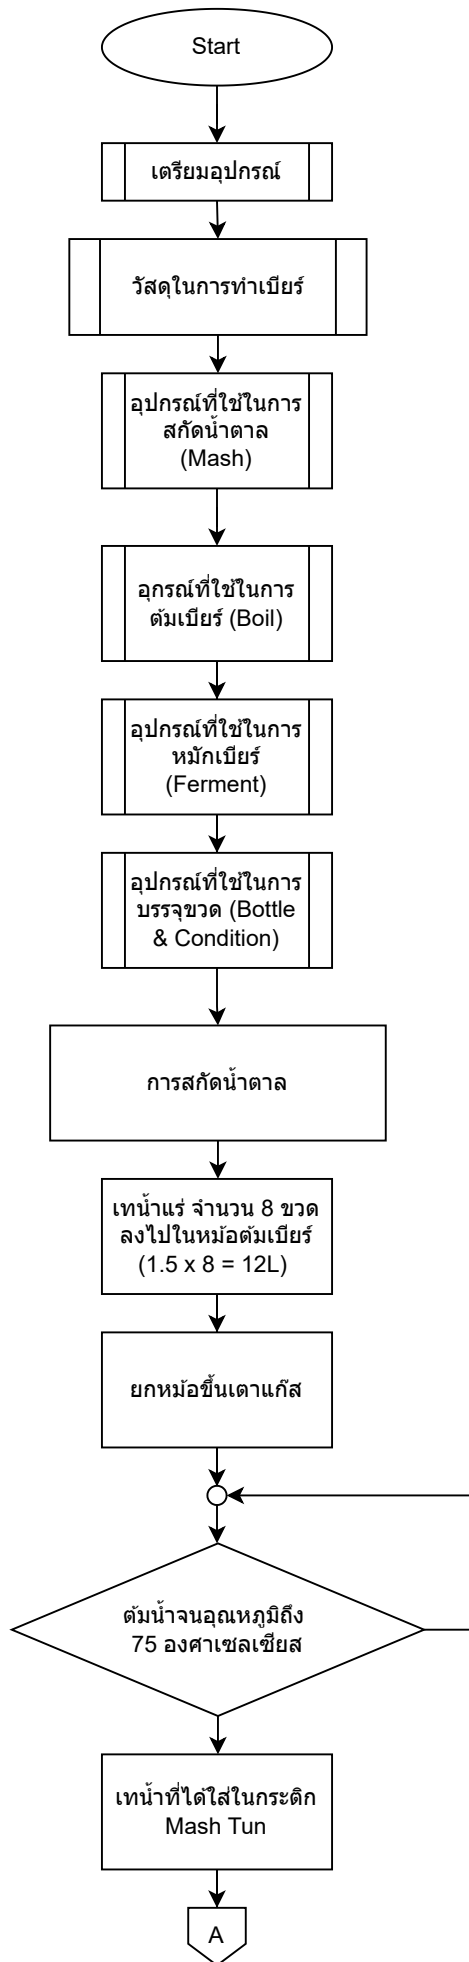 Start
เตรียมอุปกรณ์
วัสดุในการทำเบียร์
อุปกรณ์ที่ใช้ในการ
สกัดน้ำตาล
(Mash)
อุกรณ์ที่ใช้ในการ
ต้มเบียร์ (Boil)
อุปกรณ์ที่ใช้ในการ
หมักเบียร์
(Ferment)
อุปกรณ์ที่ใช้ในการ
บรรจุขวด (Bottle
& Condition)
การสกัดน้ำตาล
เทน้ำแร่ จำนวน 8 ขวด
ลงไปในหม้อต้มเบียร์
(1.5 x 8 = 12L)
ยกหม้อขึ้นเตาแก๊ส
ต้มน้ำจนอุณหภูมิถึง
75 องศาเซลเซียส
เทน้ำที่ได้ใส่ในกระติก
Mash Tun
A